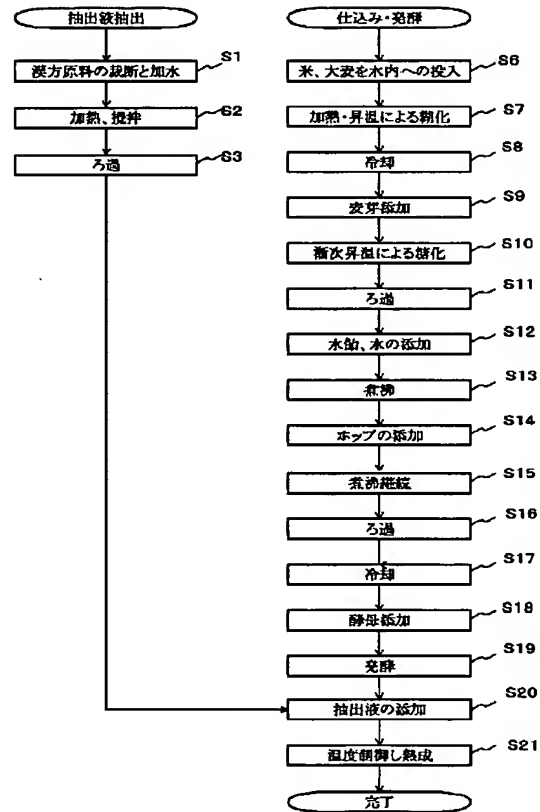 抽出液抽出
漢方原料の裁断と加水
S1
加熱、攪拌
S2
ろ過
S3
仕込み・発酵
米、大麦を水内への投入
S6
加熱・昇温による糊化
S7
冷却
S8
麦芽添加
S9
漸次昇温による糖化
S10
ろ過
S11
水飴、水の添加
S12
煮沸
S13
ホップの添加
S14
煮沸継続
S15
ろ過
S16
冷却
S17
酵母添加
S18
発酵
S19
抽出液の添加
S20
温度制御し熟成
S21
完了